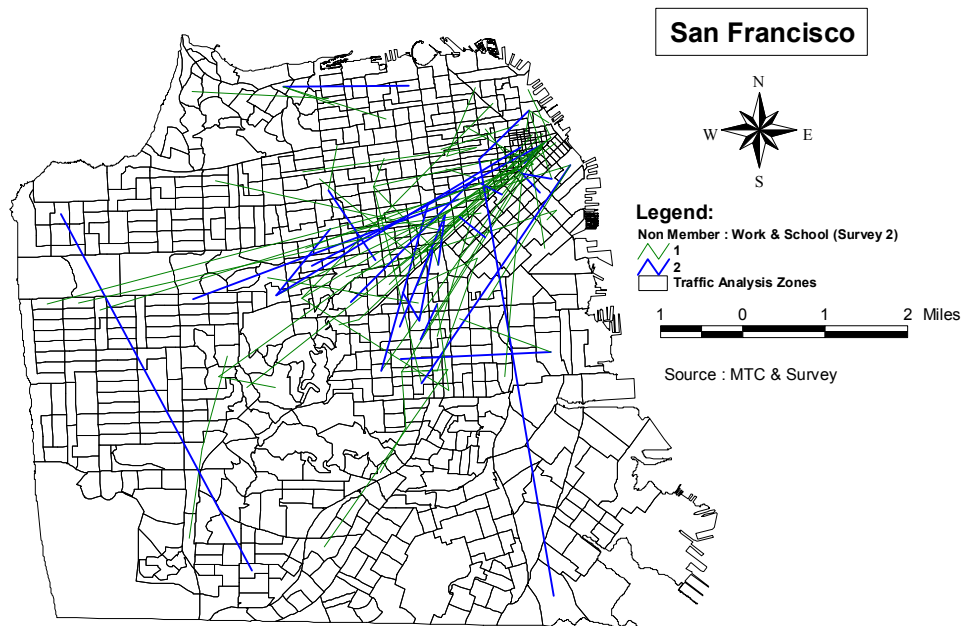 San Francisco
N
W E
S
Legend:
Non Member : Work & School (Survey 2)
1
2
Traffic Analysis Zones
1 0 1 2 Miles
Source : MTC & Survey